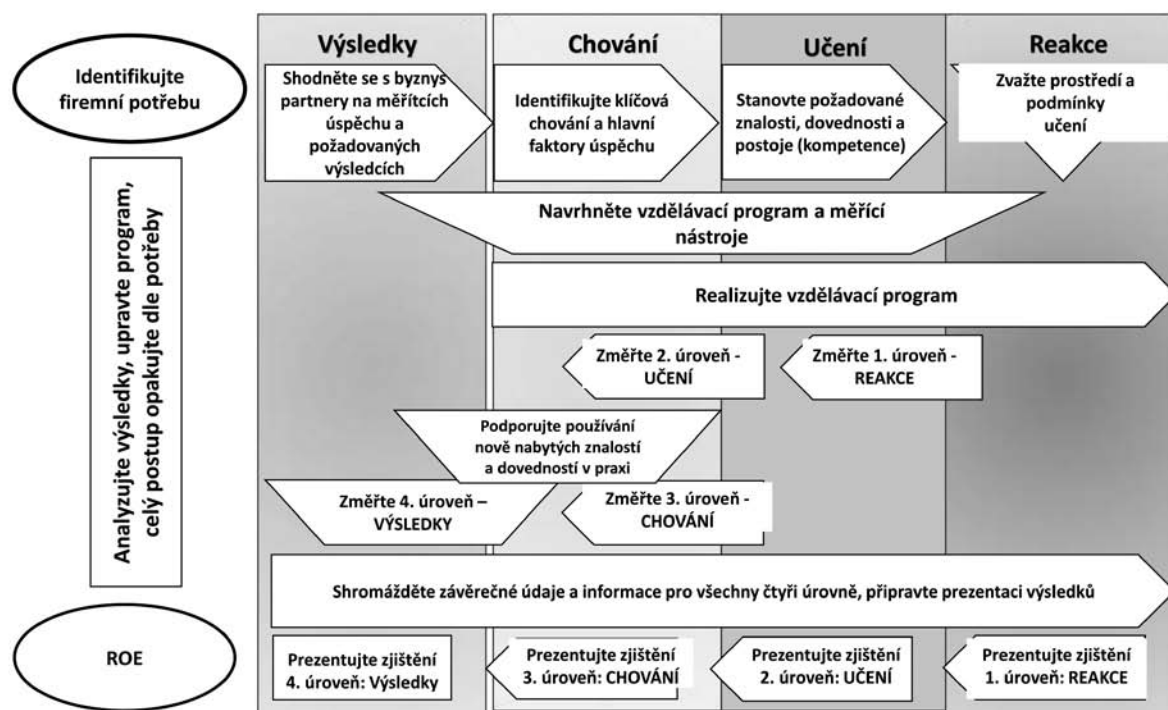 Identifikujte
firemní potřebu
Výsledky
Chování
Učení
Reakce
Shodněte se s byznys
partnery na měřítcích
úspěchu a
požadovaných
výsledcích
Identifikujte klíčová
chování a hlavní
faktory úspěchu
Stanovte požadované
znalosti, dovednosti a
postoje (kompetence)
Zvažte prostředí a
podmínky
učení
Navrhněte vzdělávací program a měřící
nástroje
Realizujte vzdělávací program
Změřte 2. úroveň -
UČENÍ
Změřte 1. úroveň -
REAKCE
Podporujte používání
nově nabytých znalostí
a dovedností v praxi
Změřte 4. úroveň –
VÝSLEDKY
Změřte 3. úroveň -
CHOVÁNÍ
Analyzujte výsledky, upravte program,
celý postup opakujte dle potřeby
Shromážděte závěrečné údaje a informace pro všechny čtyři úrovně, připravte prezentaci výsledků
ROE
Prezentujte zjištění
4. úroveň: Výsledky
Prezentujte zjištění
3. úroveň: CHOVÁNÍ
Prezentujte zjištění
2. úroveň: UČENÍ
Prezentujte zjištění
1. úroveň: REAKCE